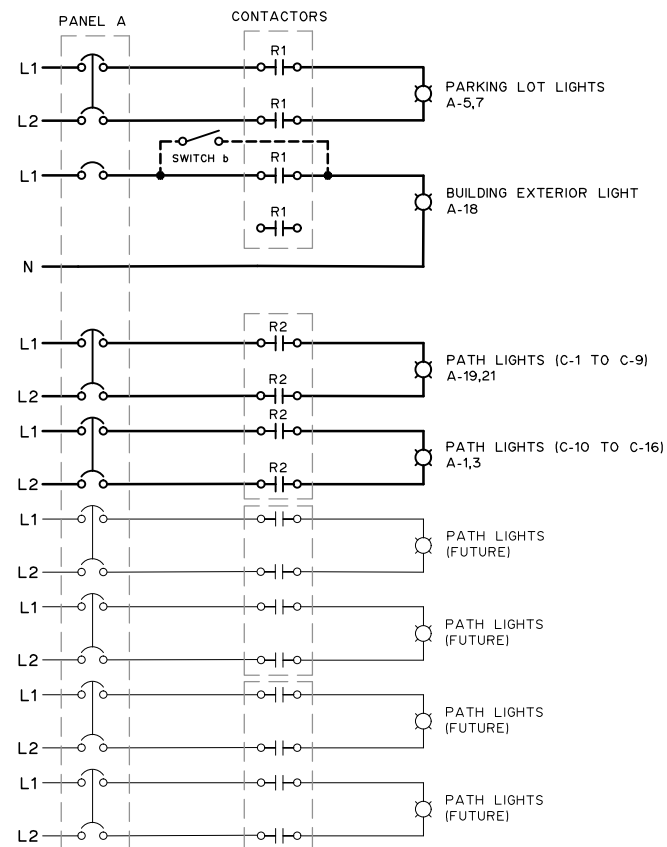 PANEL A
CONTACTORS
L1
R1
L2
R1
PARKING LOT LIGHTS
A-5,7
SWITCH b
L1
R1
BUILDING EXTERIOR LIGHT
A-18
R1
N
L1
R2
L2
R2
PATH LIGHTS (C-1 TO C-9)
A-19,21
L1
R2
L2
R2
PATH LIGHTS (C-10 TO C-16)
A-1,3
L1
L2
PATH LIGHTS
(FUTURE)
L1
L2
PATH LIGHTS
(FUTURE)
L1
L2
PATH LIGHTS
(FUTURE)
L1
L2
PATH LIGHTS
(FUTURE)